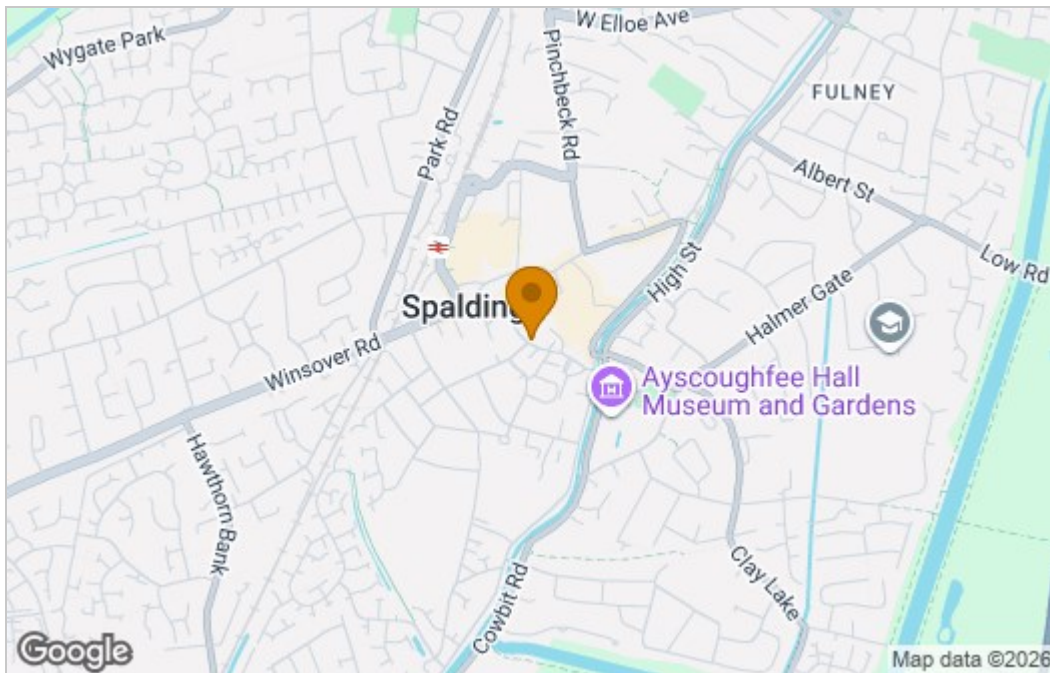 Wygate Park
W Elloe Ave
Pinchbeck Rd
Park Rd
FULNEY
Albert St
Low Rd
High St
Halmer Gate
Spalding
Winsover Rd
Ayscoughfee Hall
Museum and Gardens
Hawthorn Bank
Clay Lake
Cowbit Rd
Google
Map data ©2026